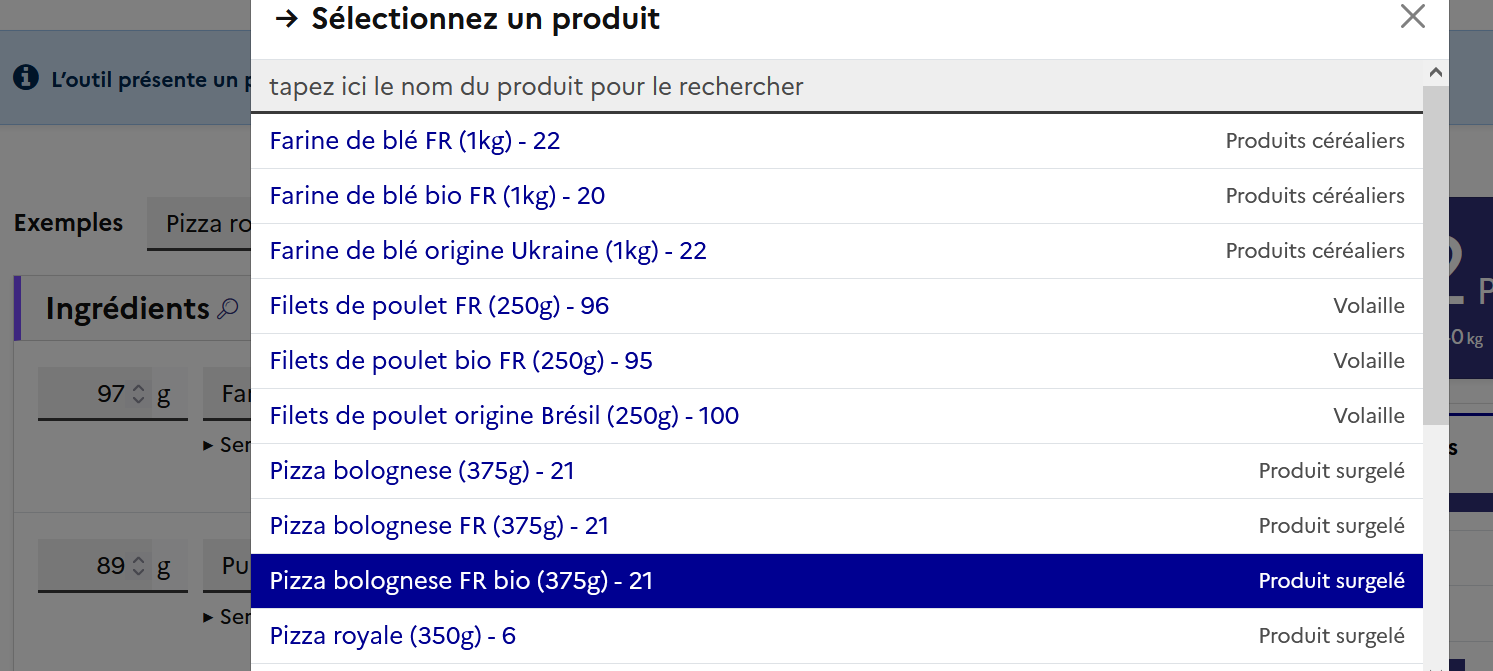 → Sélectionnez un produit
L’outil présente un
tapez ici le nom du produit pour le rechercher
Farine de blé FR (1kg) - 22 Produits céréaliers
Farine de blé bio FR (1kg) - 20 Produits céréaliers
Exemples
Pizza ro
Farine de blé origine Ukraine (1kg) - 22 Produits céréaliers
Ingrédients
Filets de poulet FR (250g) - 96 Volaille
kg
Filets de poulet bio FR (250g) - 95 Volaille
97 g
Filets de poulet origine Brésil (250g) - 100 Volaille
Pizza bolognese (375g) - 21 Produit surgelé
Pizza bolognese FR (375g) - 21 Produit surgelé
89 g
Pizza bolognese FR bio (375g) - 21 Produit surgelé
Pizza royale (350g) - 6 Produit surgelé